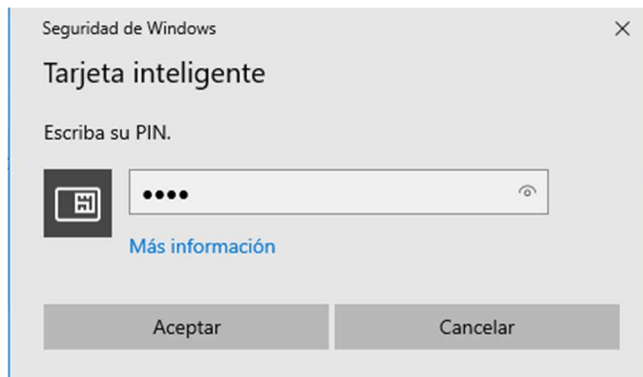 Seguridad de Windows
Tarjeta inteligente
Escriba su PIN.
••••
Más información
Aceptar Cancelar